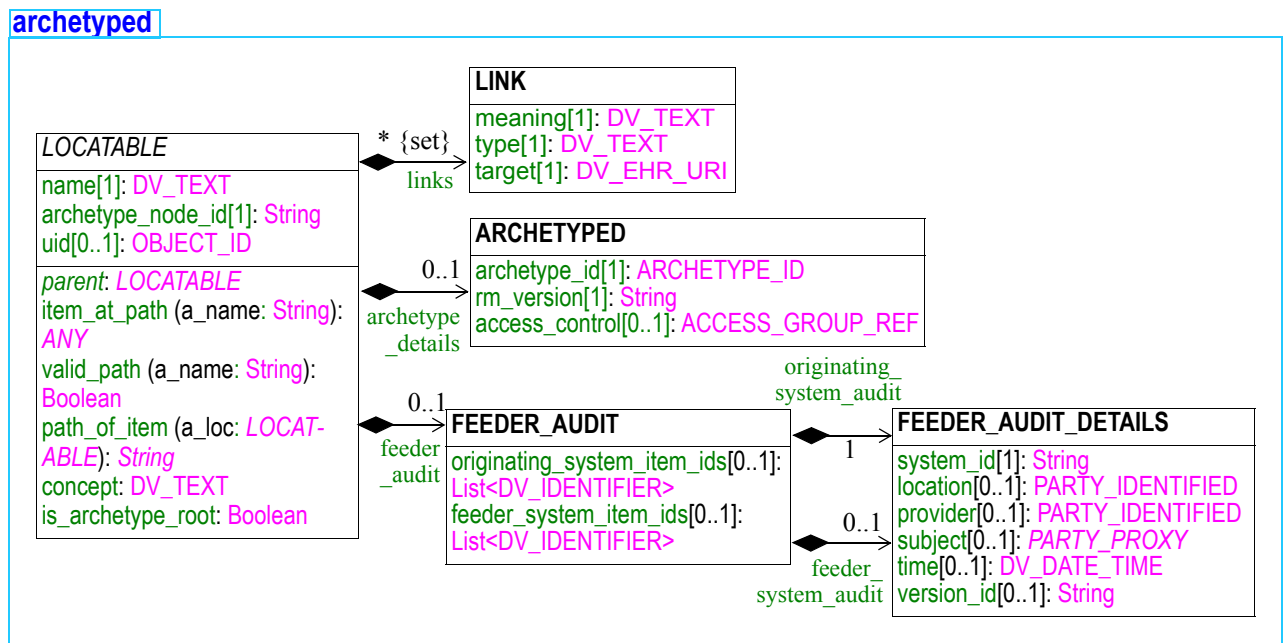 archetyped
LINK
meaning[1]: DV_TEXT
type[1]: DV_TEXT
target[1]: DV_EHR_URI
* {set}
links
LOCATABLE
name[1]: DV_TEXT
archetype_node_id[1]: String
uid[0..1]: OBJECT_ID
parent: LOCATABLE
item_at_path (a_name: String):
ANY
valid_path (a_name: String):
Boolean
path_of_item (a_loc: LOCAT-
ABLE): String
concept: DV_TEXT
is_archetype_root: Boolean
0..1
archetype
_details
ARCHETYPED
archetype_id[1]: ARCHETYPE_ID
rm_version[1]: String
access_control[0..1]: ACCESS_GROUP_REF
0..1
feeder
_audit
FEEDER_AUDIT
originating_system_item_ids[0..1]:
List<DV_IDENTIFIER>
feeder_system_item_ids[0..1]:
List<DV_IDENTIFIER>
originating_
system_audit
1
0..1
feeder_
system_audit
FEEDER_AUDIT_DETAILS
system_id[1]: String
location[0..1]: PARTY_IDENTIFIED
provider[0..1]: PARTY_IDENTIFIED
subject[0..1]: PARTY_PROXY
time[0..1]: DV_DATE_TIME
version_id[0..1]: String